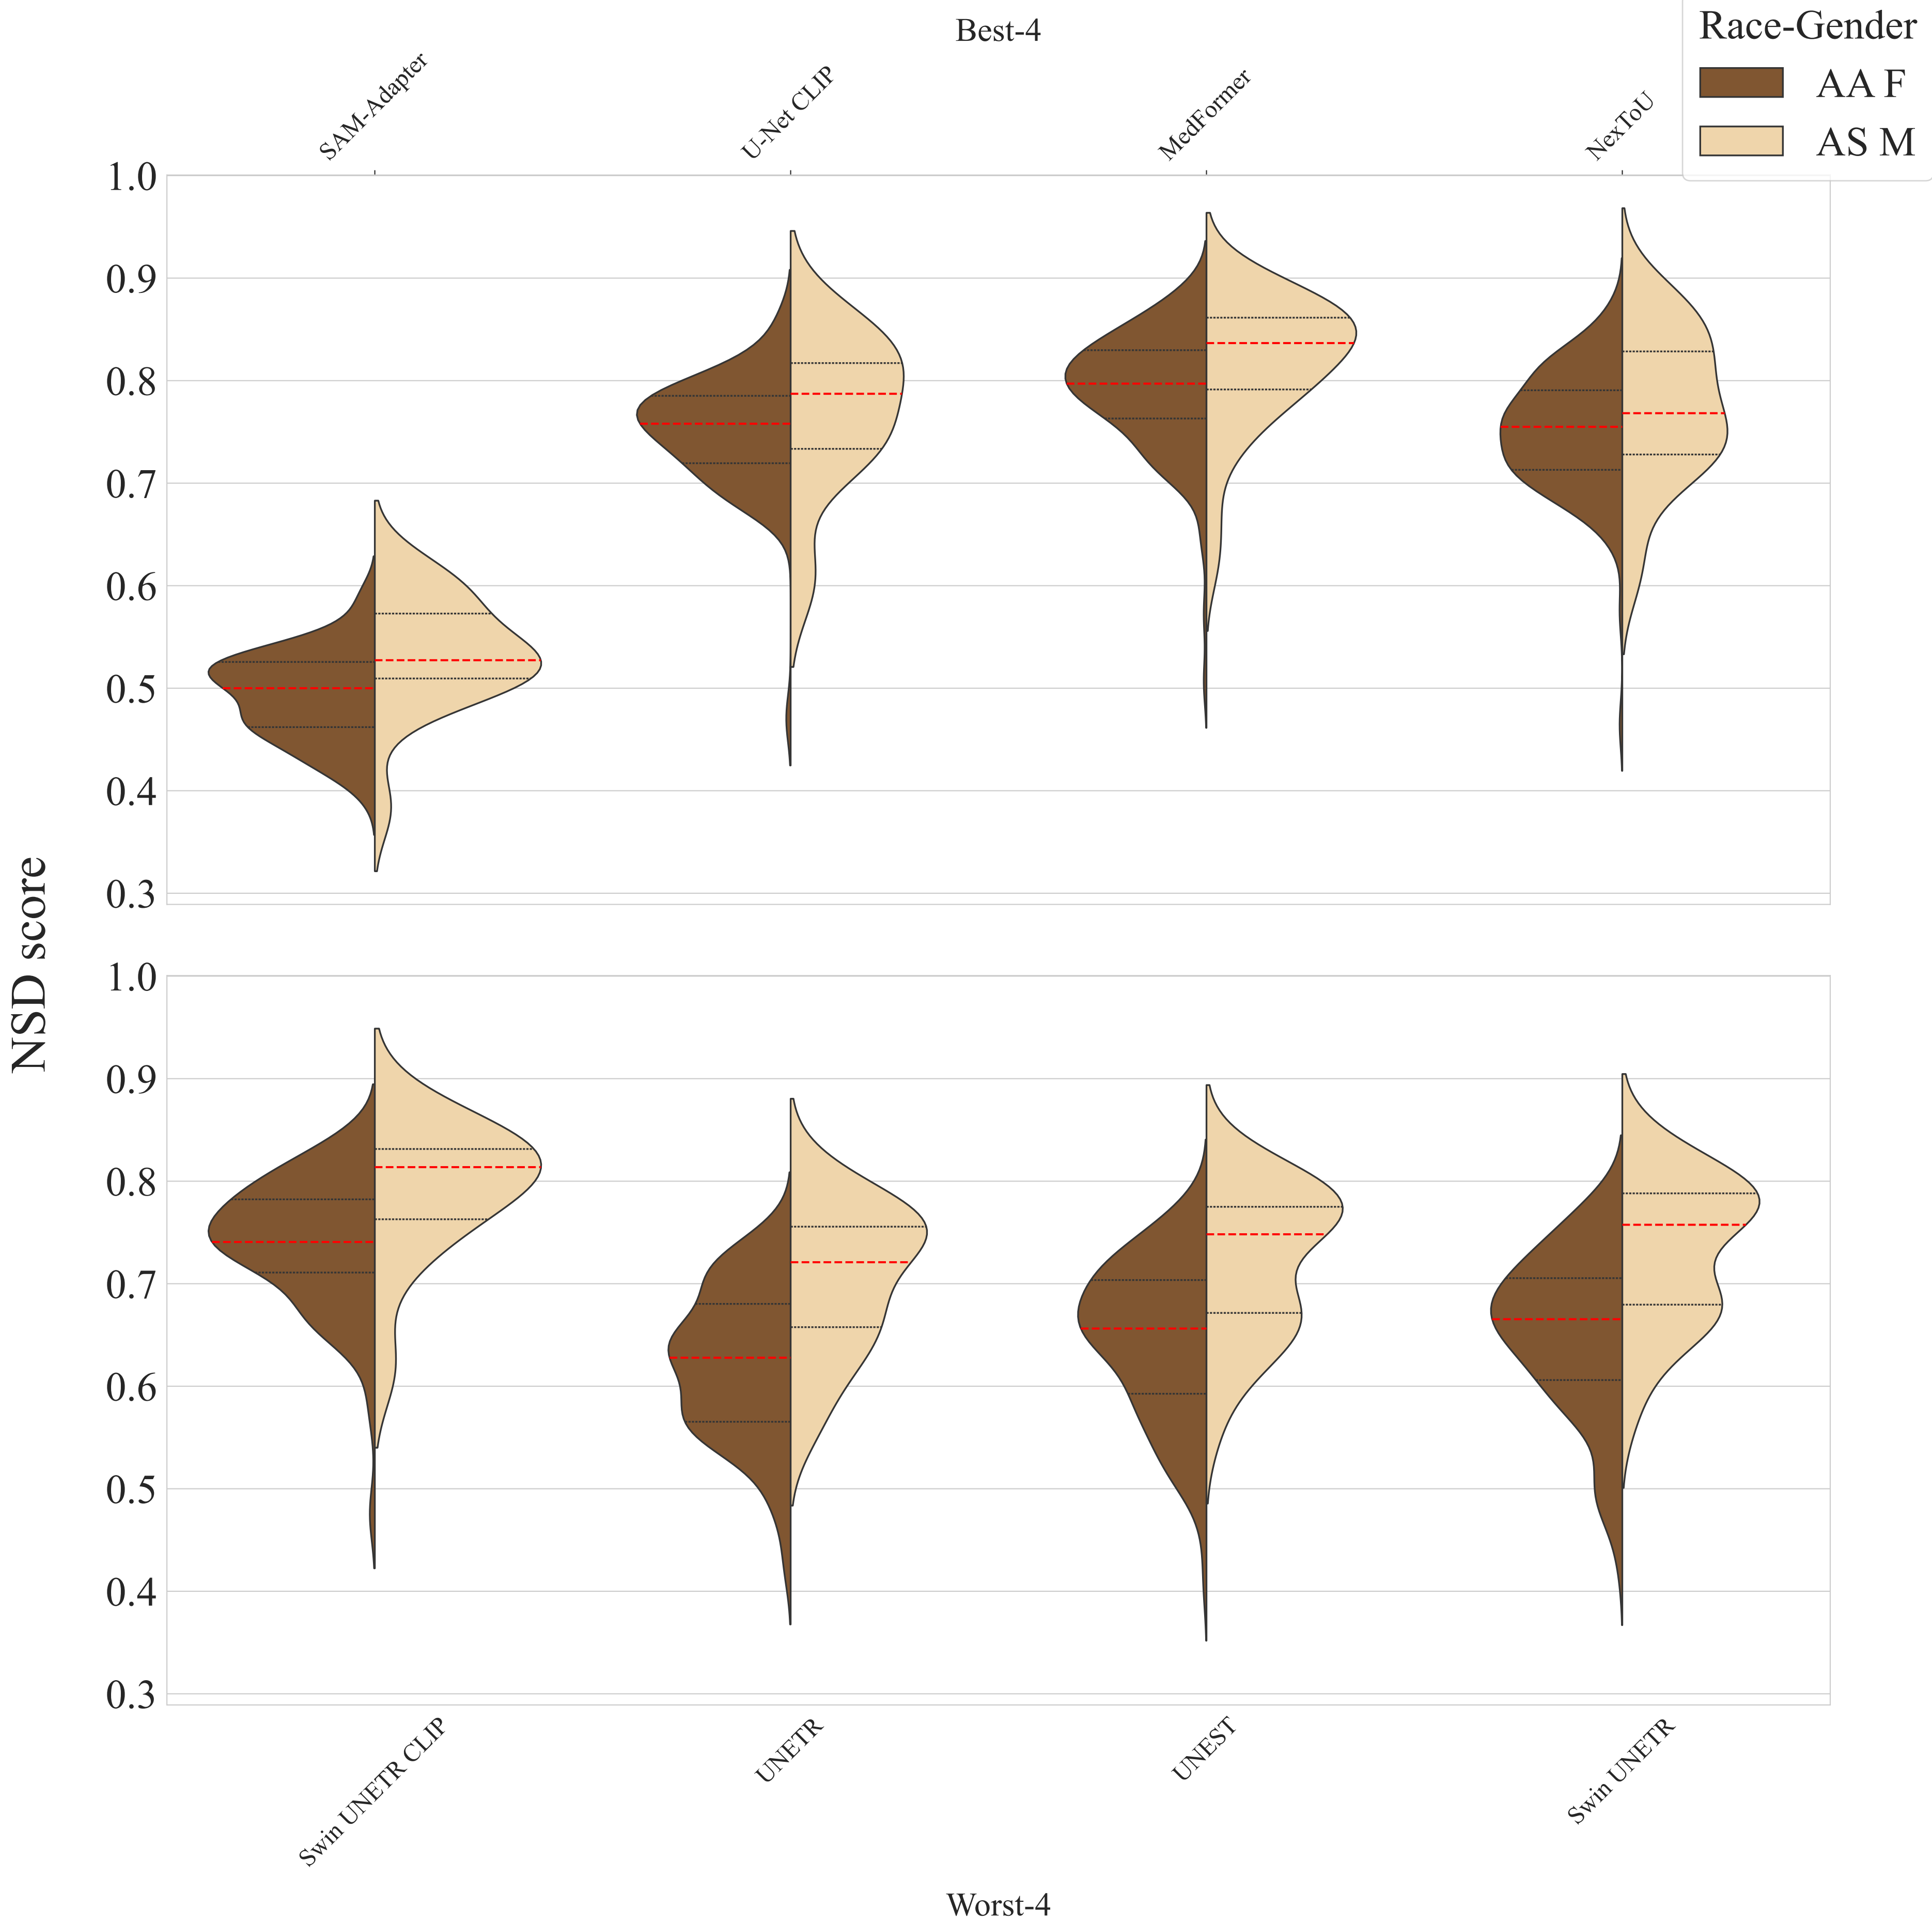 Best-4
Race-Gender
AA F
AS M
SAM-Adapter
U-Net CLIP
MedFormer
NexToU
1.0
0.9
0.8
0.7
0.6
0.5
0.4
0.3
NSD score
1.0
0.9
0.8
0.7
0.6
0.5
0.4
0.3
Swin UNETR CLIP
UNETR
UNEST
Swin UNETR
Worst-4